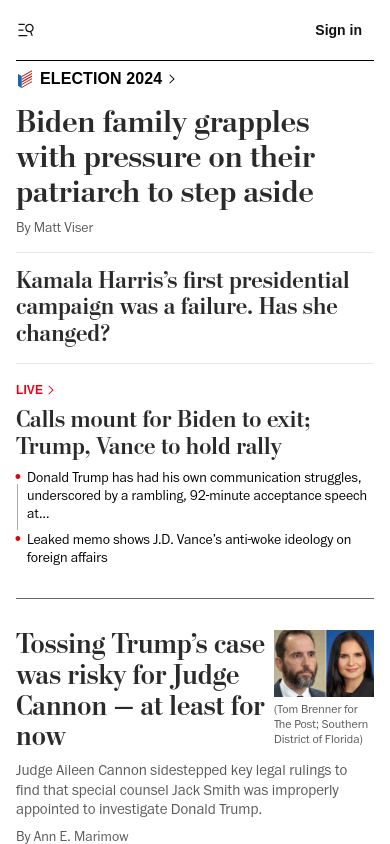 Sign in
ELECTION 2024
Biden family grapples
with pressure on their
patriarch to step aside
By Matt Viser
Kamala Harris’s first presidential
campaign was a failure. Has she
changed?
LIVE
Calls mount for Biden to exit;
Trump, Vance to hold rally
Donald Trump has had his own communication struggles,
underscored by a rambling, 92-minute acceptance speech
at...
Leaked memo shows J.D. Vance’s anti-woke ideology on
foreign affairs
Tossing Trump’s case
was risky for Judge
Cannon — at least for
now
(Tom Brenner for
The Post; Southern
District of Florida)
Judge Aileen Cannon sidestepped key legal rulings to
find that special counsel Jack Smith was improperly
appointed to investigate Donald Trump.
By Ann E. Marimow